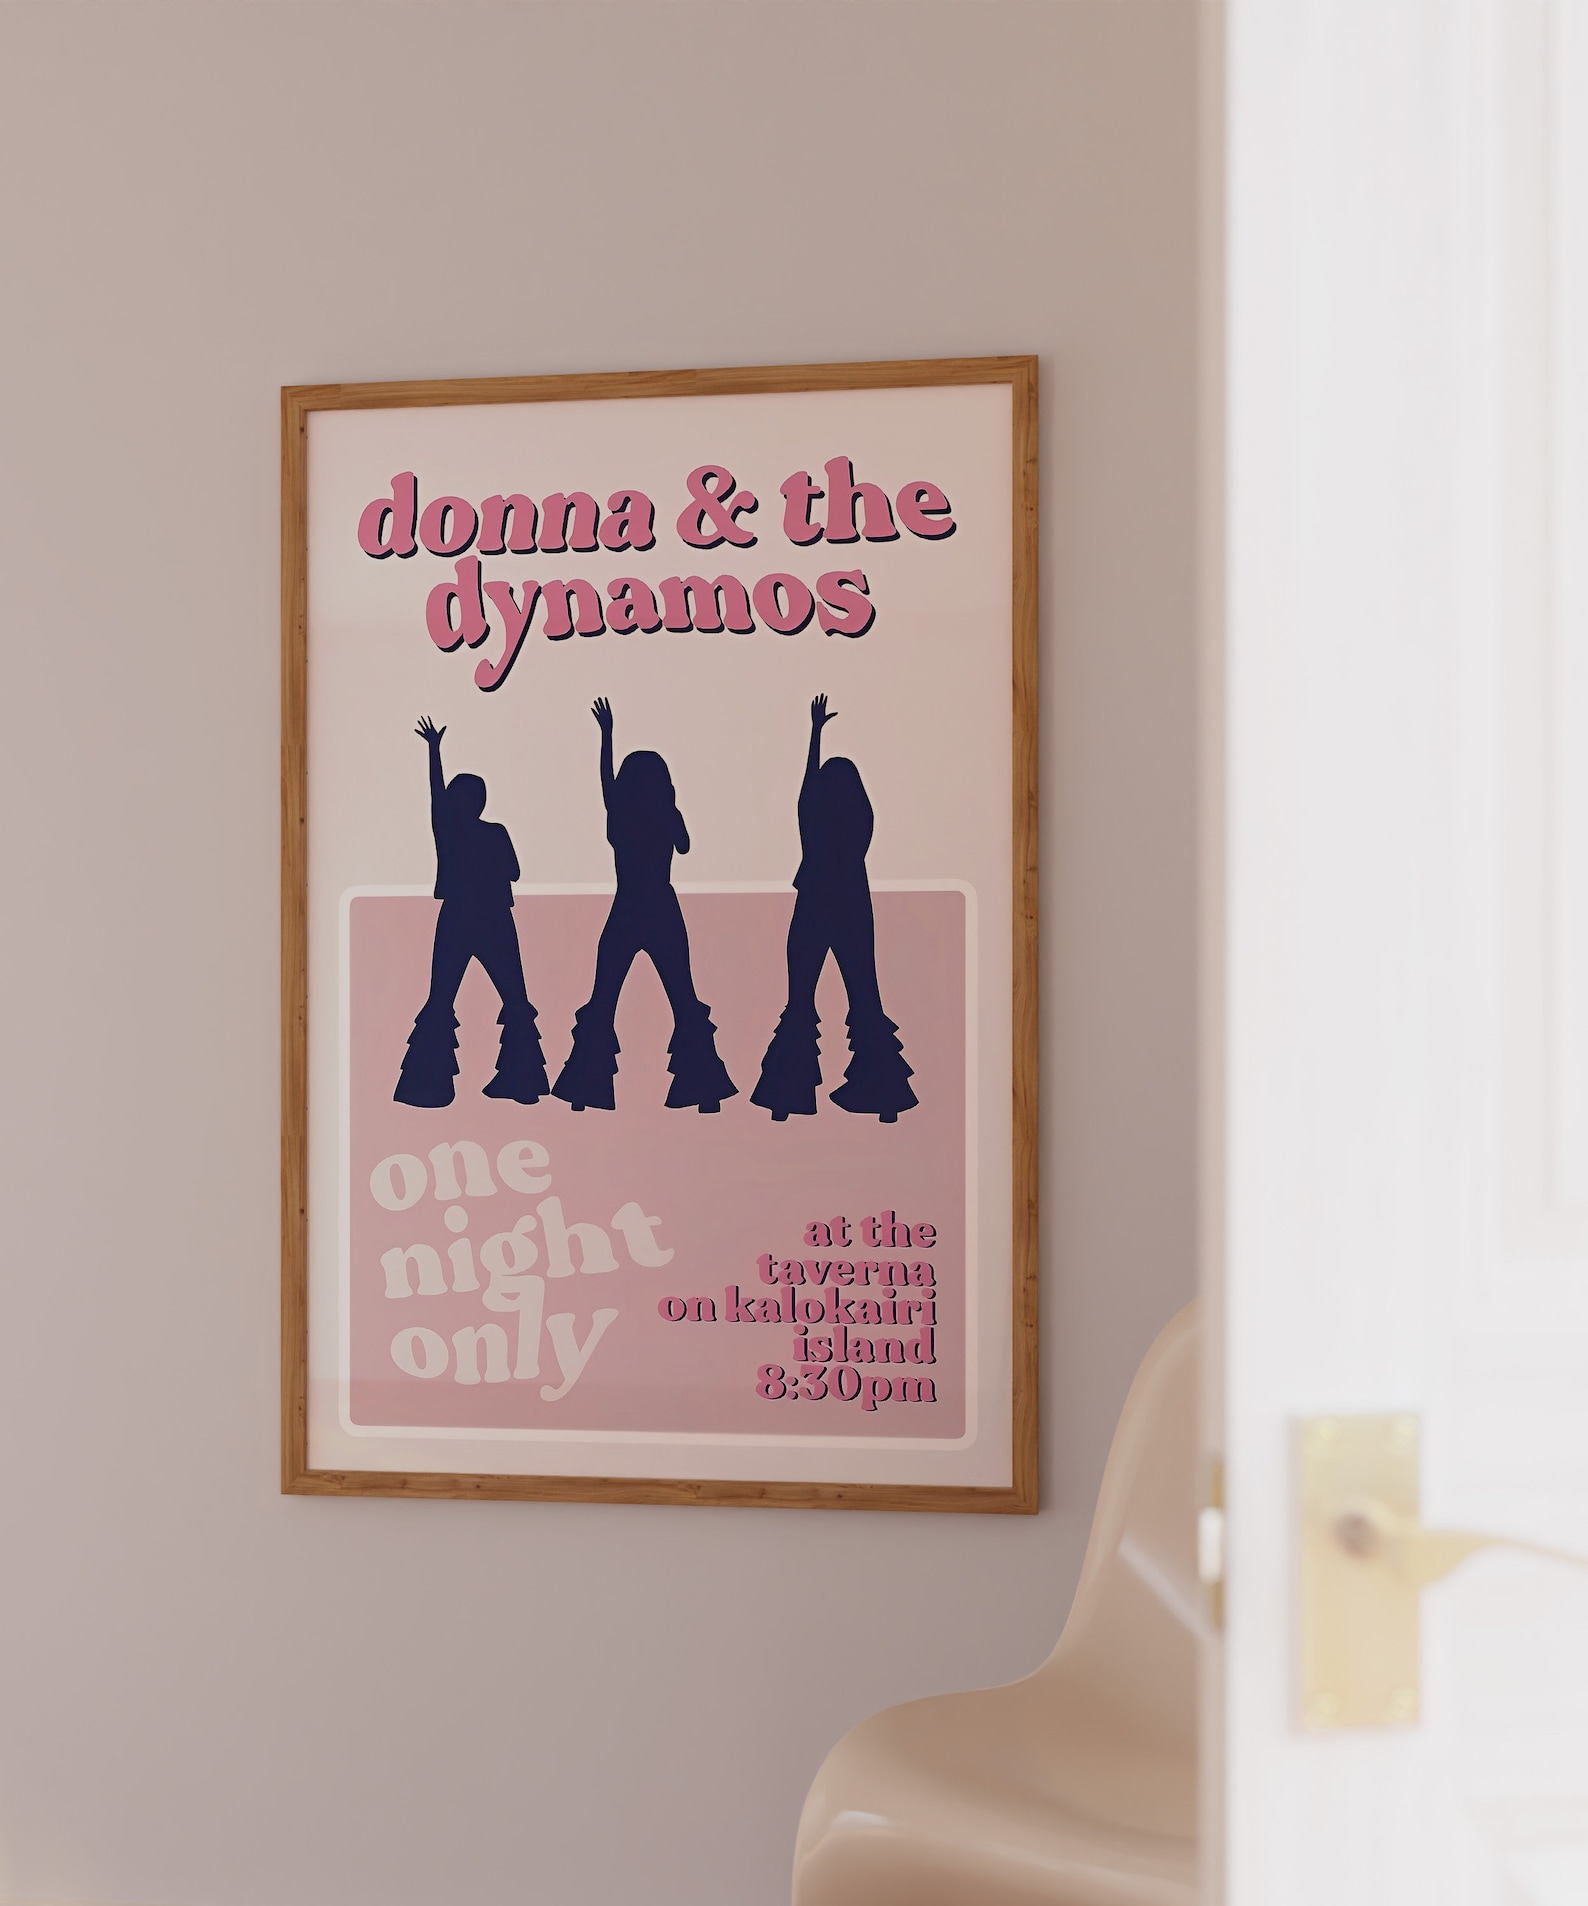 donna & the
dynamos
one
night
only
at the
taverna
on kalokairi
island
8:30pm